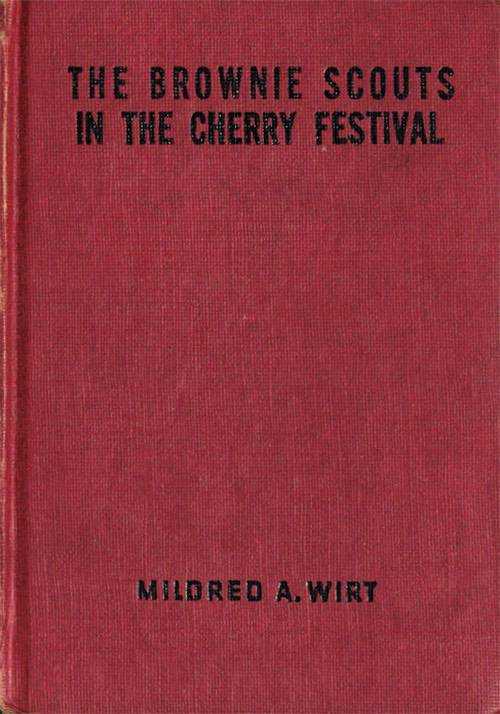 THE BROWNIE SCOUTS
IN THE CHERRY FESTIVAL
MILDRED A. WIRT